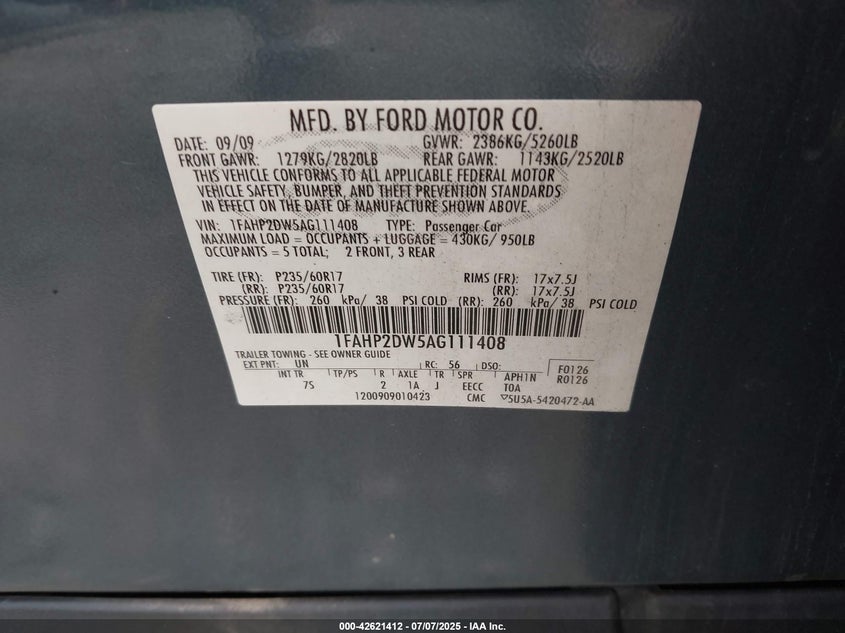 MFD. BY FORD MOTOR CO.
DATE: 09/09 GVWR: 2386KG/5260LB
FRONT GAWR: 1279KG/2820LB REAR GAWR: 1143KG/2520LB
THIS VEHICLE CONFORMS TO ALL APPLICABLE FEDERAL MOTOR
VEHICLE SAFETY, BUMPER, AND THEFT PREVENTION STANDARDS
IN EFFECT ON THE DATE OF MANUFACTURE SHOWN ABOVE.
VIN: 1FAHP2DW5AG111408 TYPE: Passenger Car
MAXIMUM LOAD = OCCUPANTS + LUGGAGE = 430KG/ 950LB
OCCUPANTS = 5 TOTAL; 2 FRONT, 3 REAR
TIRE (FR): P235/60R17 RIMS (FR): 17x7.5J
(RR): P235/60R17 (RR): 17x7.5J
PRESSURE (FR): 260 kPa/ 38 PSI COLD (RR): 260 kPa/ 38 PSI COLD
1FAHP2DW5AG111408
TRAILER TOWING - SEE OWNER GUIDE
EXT PNT: UN RC: 56 DSO: F0126
INT TR TP/PS R AXLE TR SPR APH1N R0126
7S 2 1A J EECC T0A
1200909010423 CMC 5U5A-5420472-AA
000-42621412 - 07/07/2025 - IAA Inc.